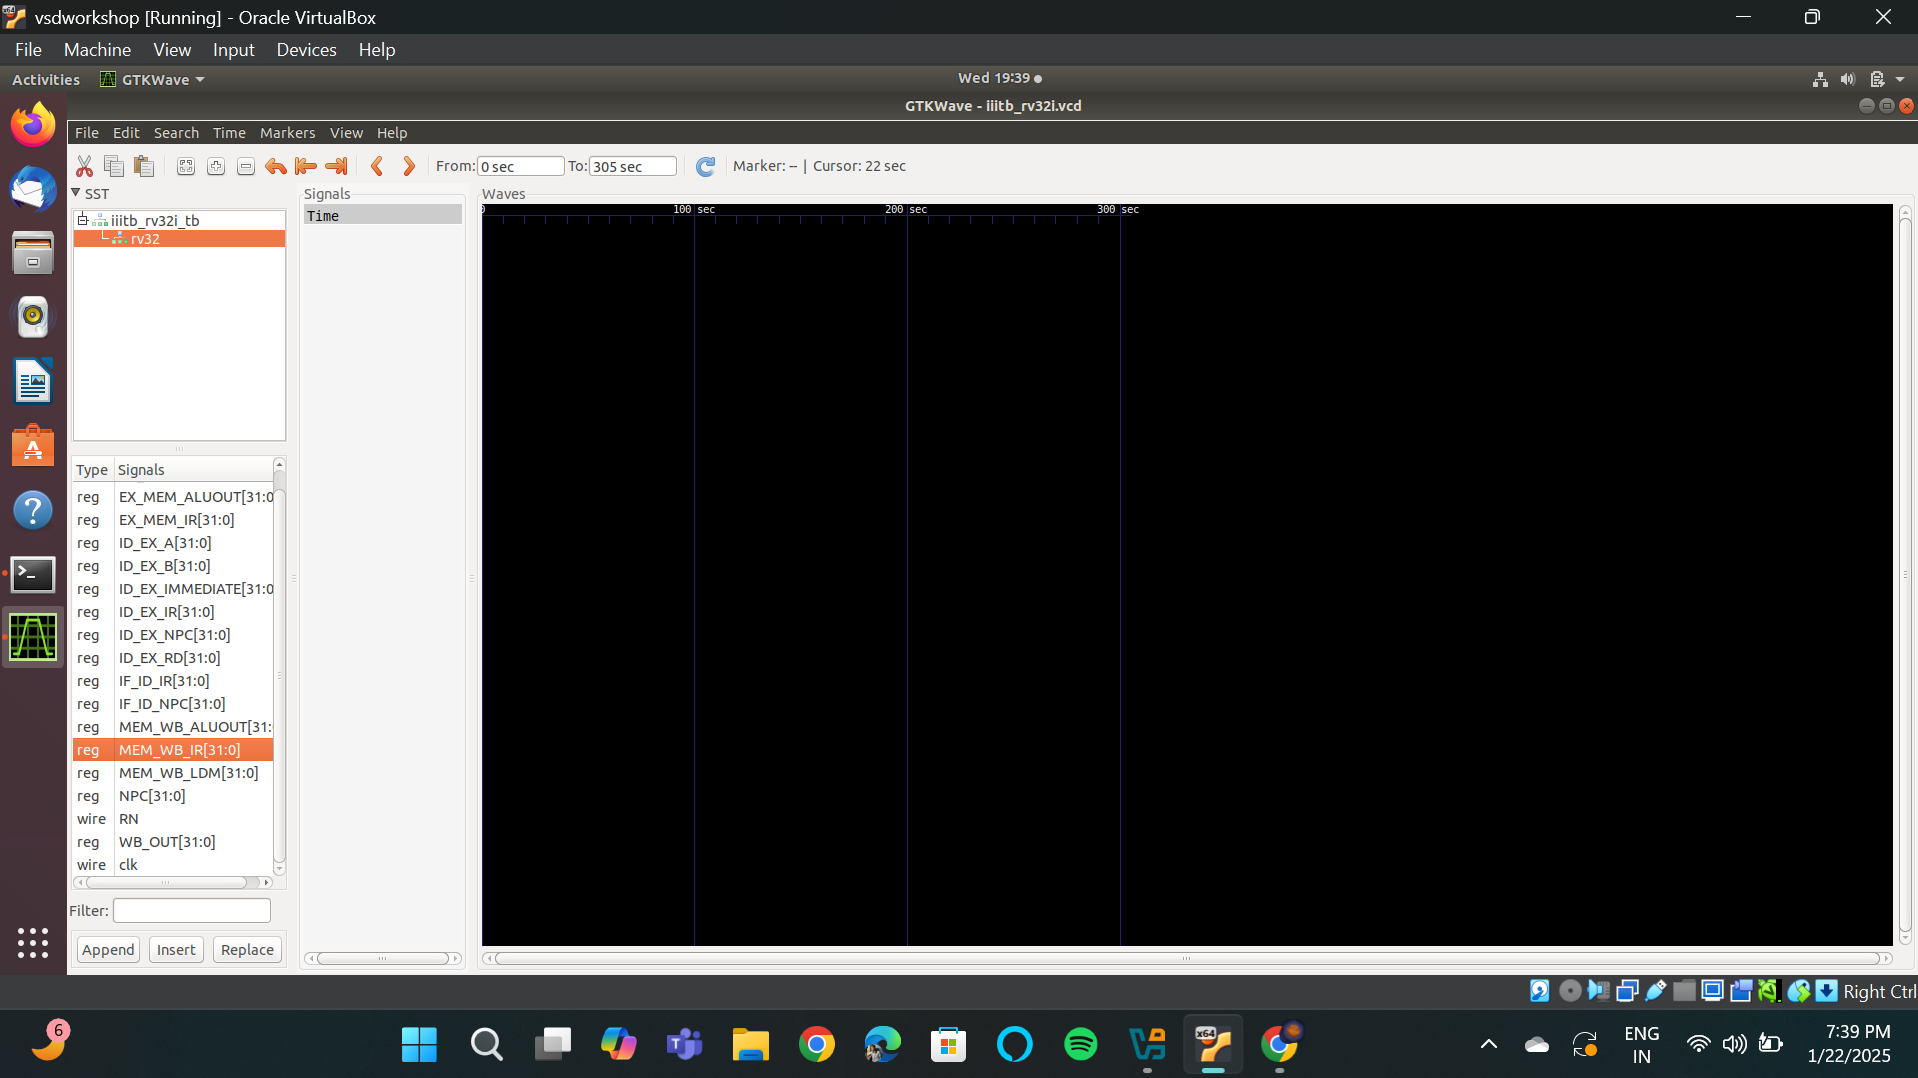 vsdworkshop [Running] - Oracle VirtualBox
File Machine View Input Devices Help
Activities GTKWave Wed 19:39
GTKWave - iiitb_rv32i.vcd
File Edit Search Time Markers View Help
From: 0 sec To: 305 sec Marker: -- | Cursor: 22 sec
SST
iiitb_rv32i_tb
rv32
Type Signals
reg EX_MEM_ALUOUT[31:0
reg EX_MEM_IR[31:0]
reg ID_EX_A[31:0]
reg ID_EX_B[31:0]
reg ID_EX_IMMEDIATE[31:0
reg ID_EX_IR[31:0]
reg ID_EX_NPC[31:0]
reg ID_EX_RD[31:0]
reg IF_ID_IR[31:0]
reg IF_ID_NPC[31:0]
reg MEM_WB_ALUOUT[31:
reg MEM_WB_IR[31:0]
reg MEM_WB_LDM[31:0]
reg NPC[31:0]
wire RN
reg WB_OUT[31:0]
wire clk
Filter:
Append Insert Replace
Signals
Time
Waves
0 100 sec 200 sec 300 sec
Right Ctrl
6
x64
ENG
IN
7:39 PM
1/22/2025